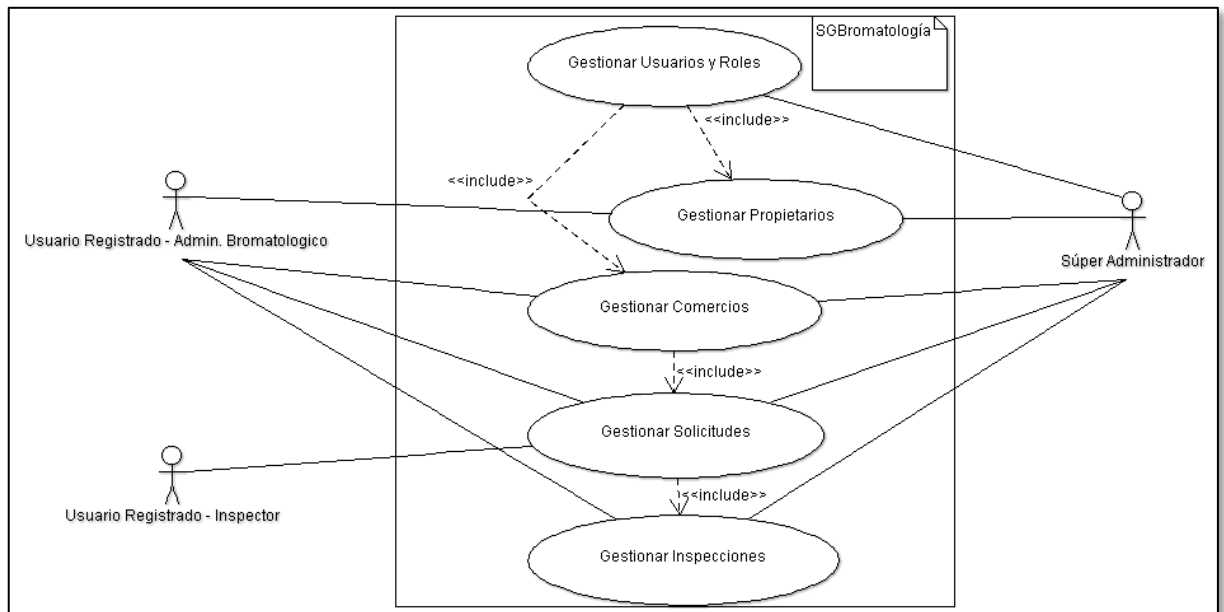 SGBromatología
Gestionar Usuarios y Roles
<<include>>
<<include>>
Gestionar Propietarios
Usuario Registrado - Admin. Bromatologico
Súper Administrador
Gestionar Comercios
<<include>>
Gestionar Solicitudes
<<include>>
Usuario Registrado - Inspector
Gestionar Inspecciones